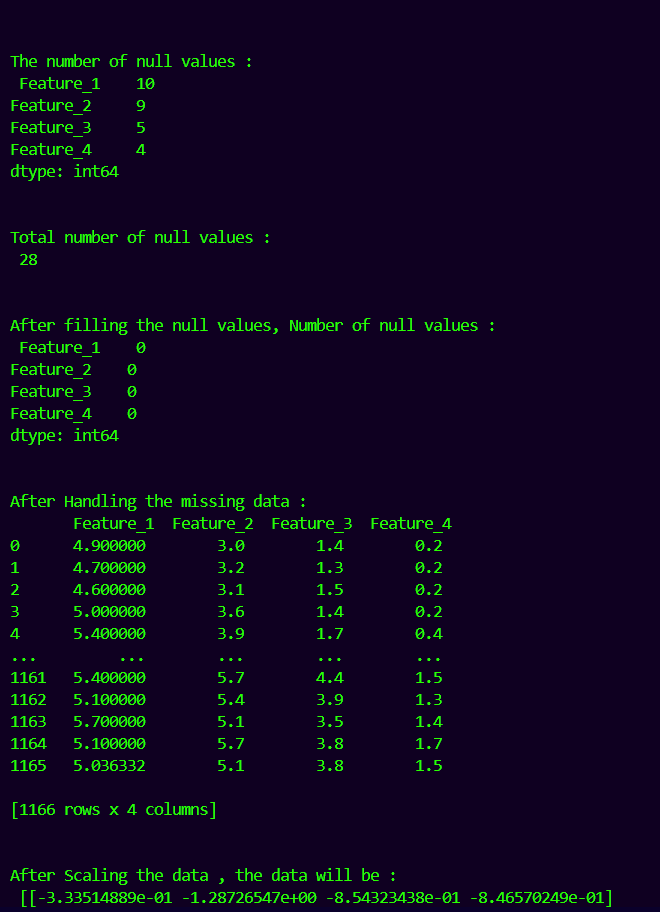 The number of null values :
 Feature_1    10
Feature_2     9
Feature_3     5
Feature_4     4
dtype: int64
Total number of null values :
 28
After filling the null values, Number of null values :
 Feature_1    0
Feature_2    0
Feature_3    0
Feature_4    0
dtype: int64
After Handling the missing data :
       Feature_1  Feature_2  Feature_3  Feature_4
0      4.900000        3.0        1.4        0.2
1      4.700000        3.2        1.3        0.2
2      4.600000        3.1        1.5        0.2
3      5.000000        3.6        1.4        0.2
4      5.400000        3.9        1.7        0.4
...         ...        ...        ...        ...
1161   5.400000        5.7        4.4        1.5
1162   5.100000        5.4        3.9        1.3
1163   5.700000        5.1        3.5        1.4
1164   5.100000        5.7        3.8        1.7
1165   5.036332        5.1        3.8        1.5
[1166 rows x 4 columns]
After Scaling the data , the data will be :
 [[-3.33514889e-01 -1.28726547e+00 -8.54323438e-01 -8.46570249e-01]